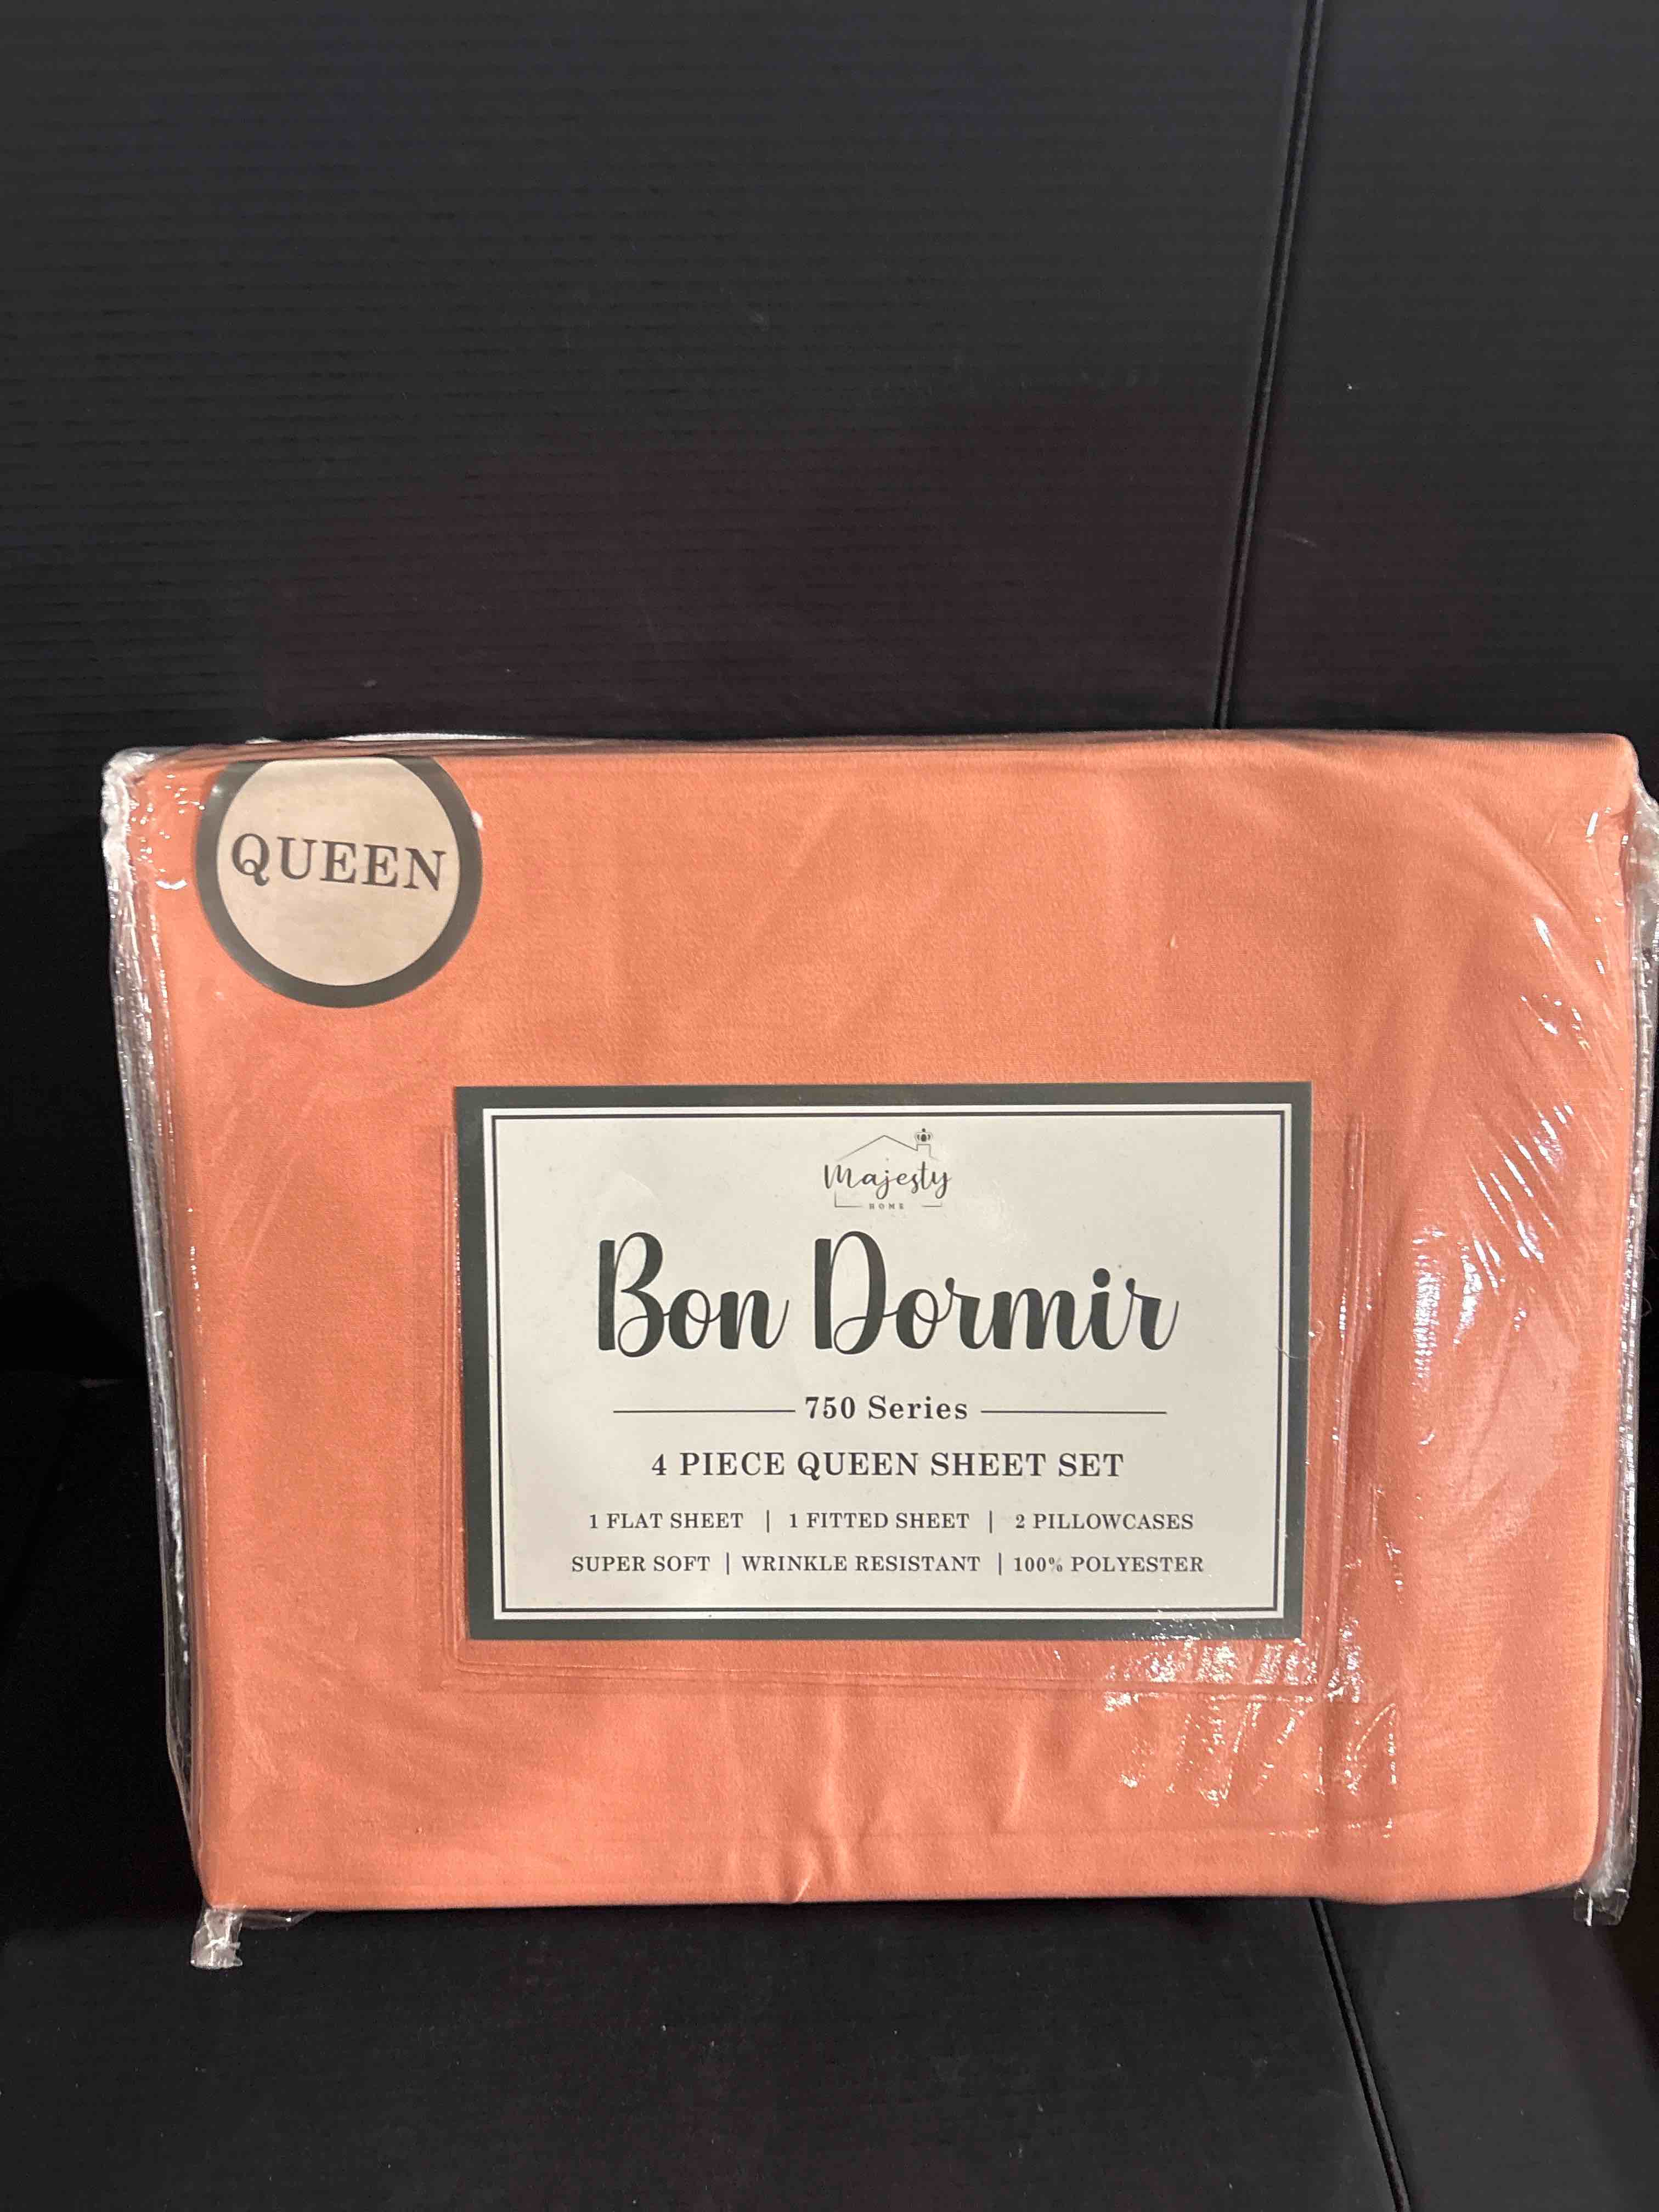 QUEEN
Majesty
HOME
Bon Dormir
750 Series
4 PIECE QUEEN SHEET SET
1 FLAT SHEET | 1 FITTED SHEET | 2 PILLOWCASES
SUPER SOFT | WRINKLE RESISTANT | 100% POLYESTER